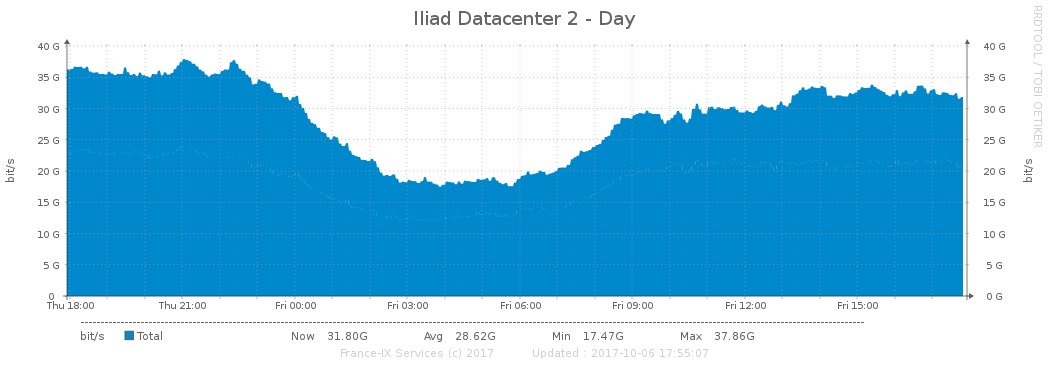 Iliad Datacenter 2 - Day
RRDTOOL / TOBI OETIKER
40 G 40 G
35 G 35 G
30 G 30 G
25 G 25 G
20 G 20 G
15 G 15 G
10 G 10 G
5 G 5 G
0 0 G
bit/s bit/s
Thu 18:00 Thu 21:00 Fri 00:00 Fri 03:00 Fri 06:00 Fri 09:00 Fri 12:00 Fri 15:00
bit/s Total Now 31.80G Avg 28.62G Min 17.47G Max 37.86G
France-IX Services (c) 2017 Updated : 2017-10-06 17:55:07